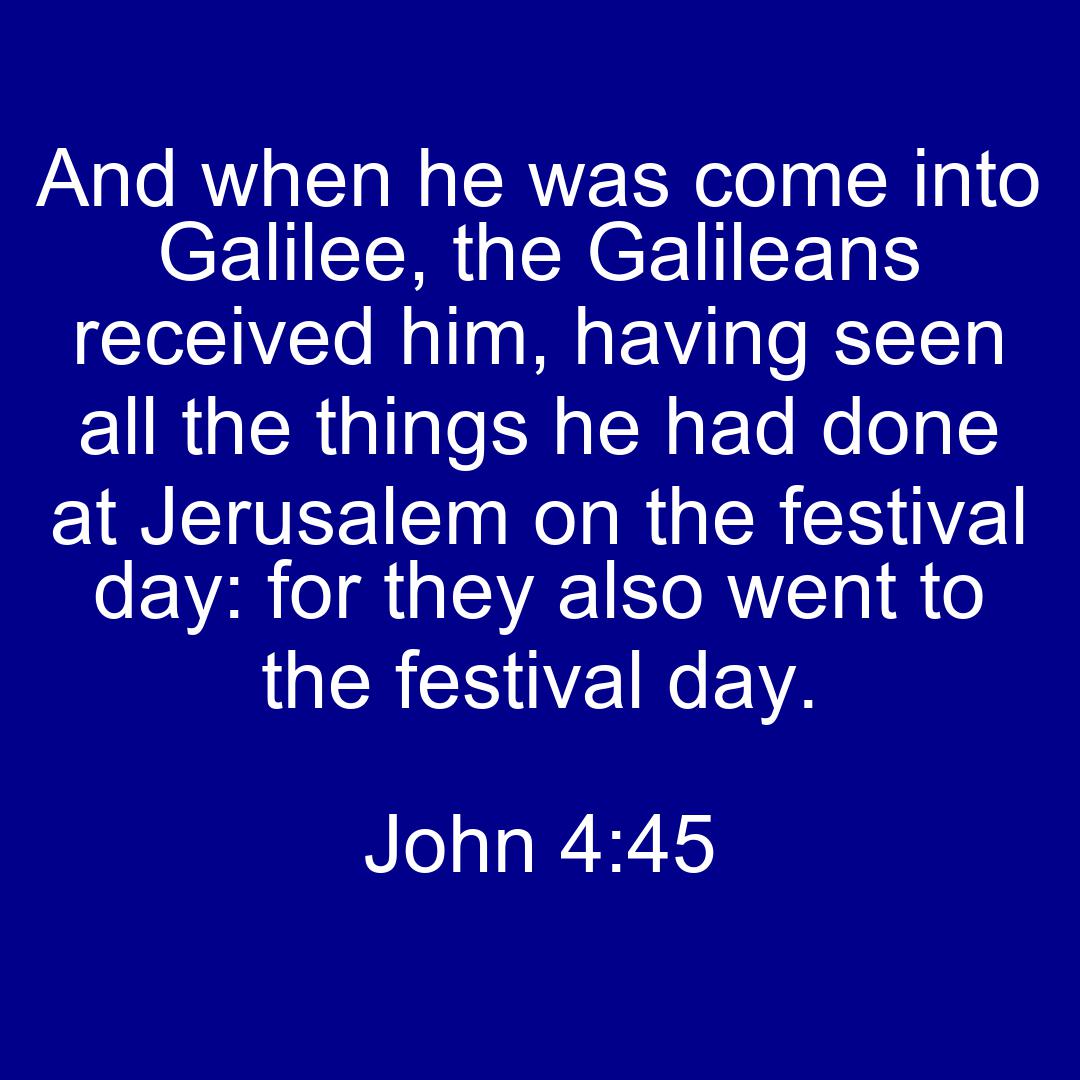 And when he was come into
Galilee, the Galileans
received him, having seen
all the things he had done
at Jerusalem on the festival
day: for they also went to
the festival day.
John 4:45